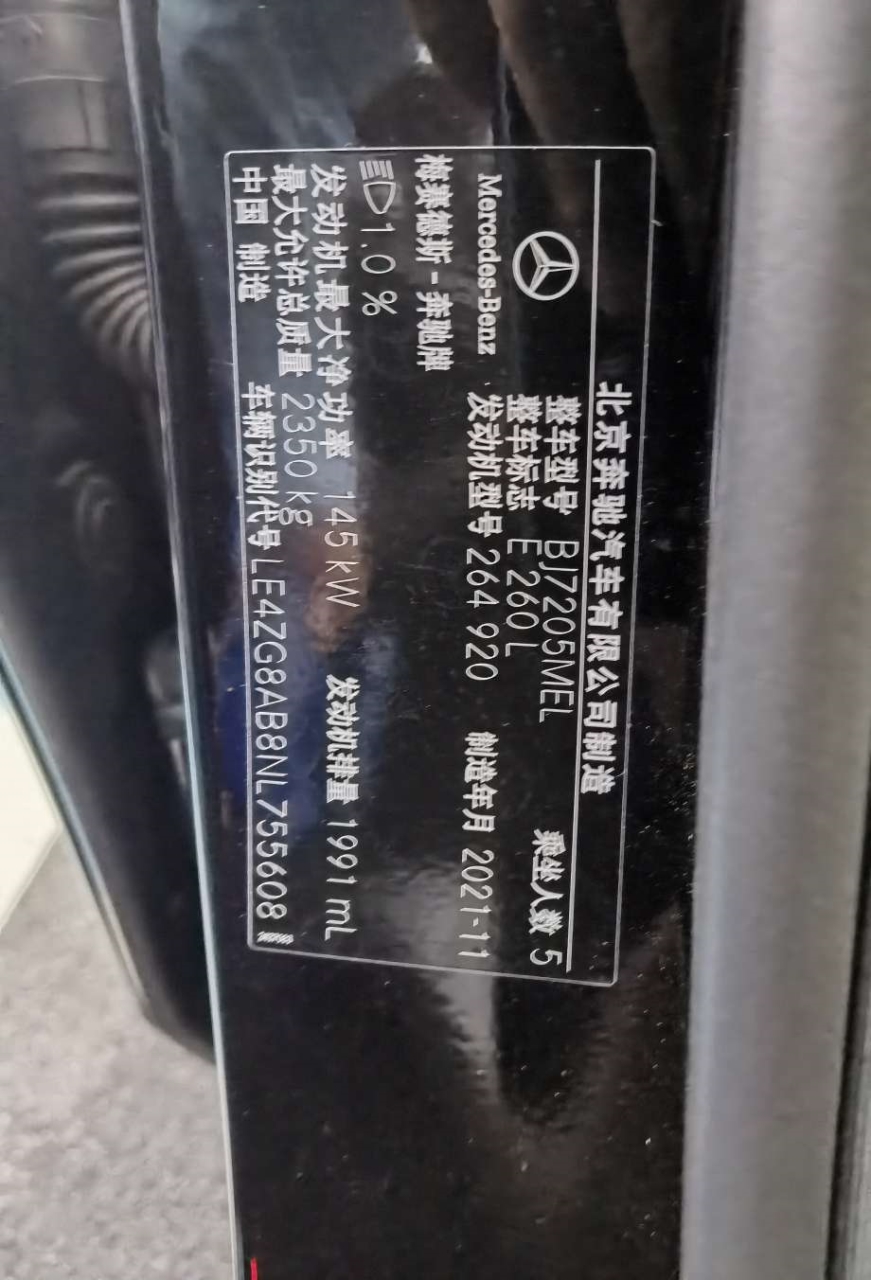 北京奔驰汽车有限公司制造
整车型号 BJ7205MEL 乘坐人数 5
整车标志 E 260 L
Mercedes-Benz 发动机型号 264 920 制造年月 2021-11
梅赛德斯-奔驰牌
1.0 %
发动机最大净功率 145 kW 发动机排量 1991 mL
最大允许总质量 2350 kg
中国 制造 车辆识别代号 LE4ZG8AB8NL755608